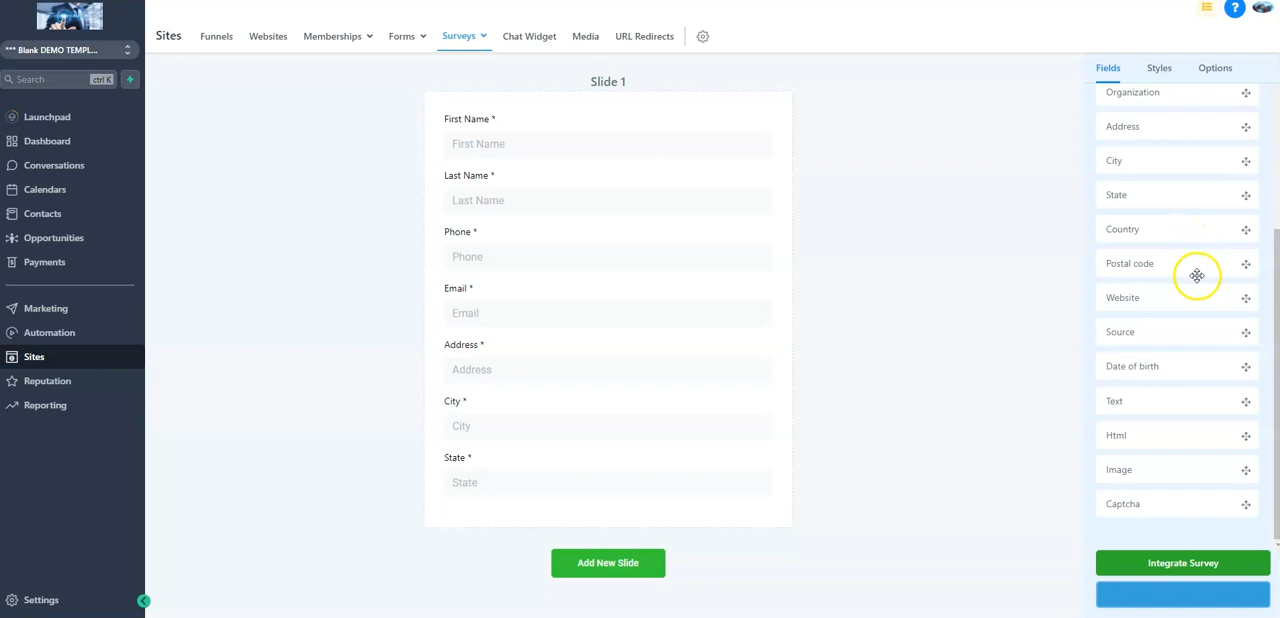 *** Blank DEMO TEMPL...
Search
ctrl K
Launchpad
Dashboard
Conversations
Calendars
Contacts
Opportunities
Payments
Marketing
Automation
Sites
Reputation
Reporting
Settings
Sites
Funnels
Websites
Memberships
Forms
Surveys
Chat Widget
Media
URL Redirects
?
Slide 1
First Name *
First Name
Last Name *
Last Name
Phone *
Phone
Email *
Email
Address *
Address
City *
City
State *
State
Add New Slide
Fields
Styles
Options
Organization
Address
City
State
Country
Postal code
Website
Source
Date of birth
Text
Html
Image
Captcha
Integrate Survey